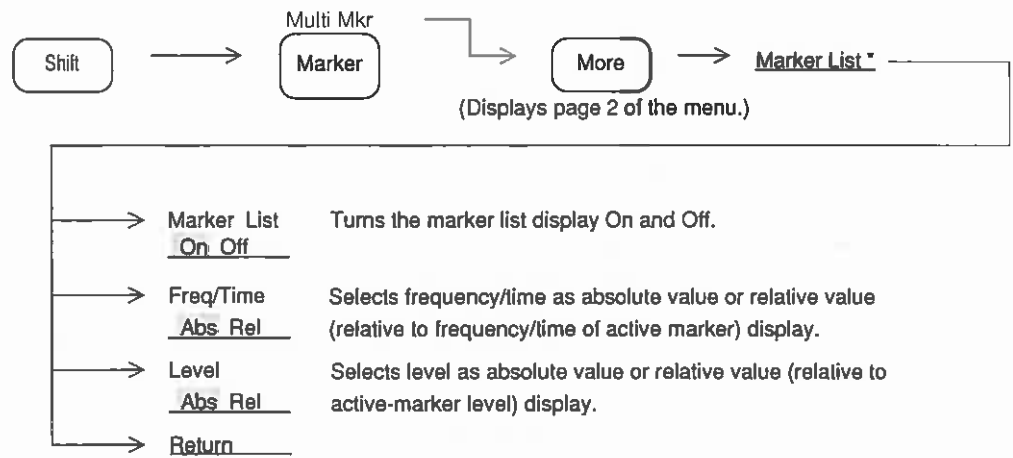 Multi Mkr
Shift Marker More Marker List *
(Displays page 2 of the menu.)
Marker List Turns the marker list display On and Off.
On Off
Freq/Time Selects frequency/time as absolute value or relative value
Abs Rel (relative to frequency/time of active marker) display.
Level Selects level as absolute value or relative value (relative to
Abs Rel active-marker level) display.
Return